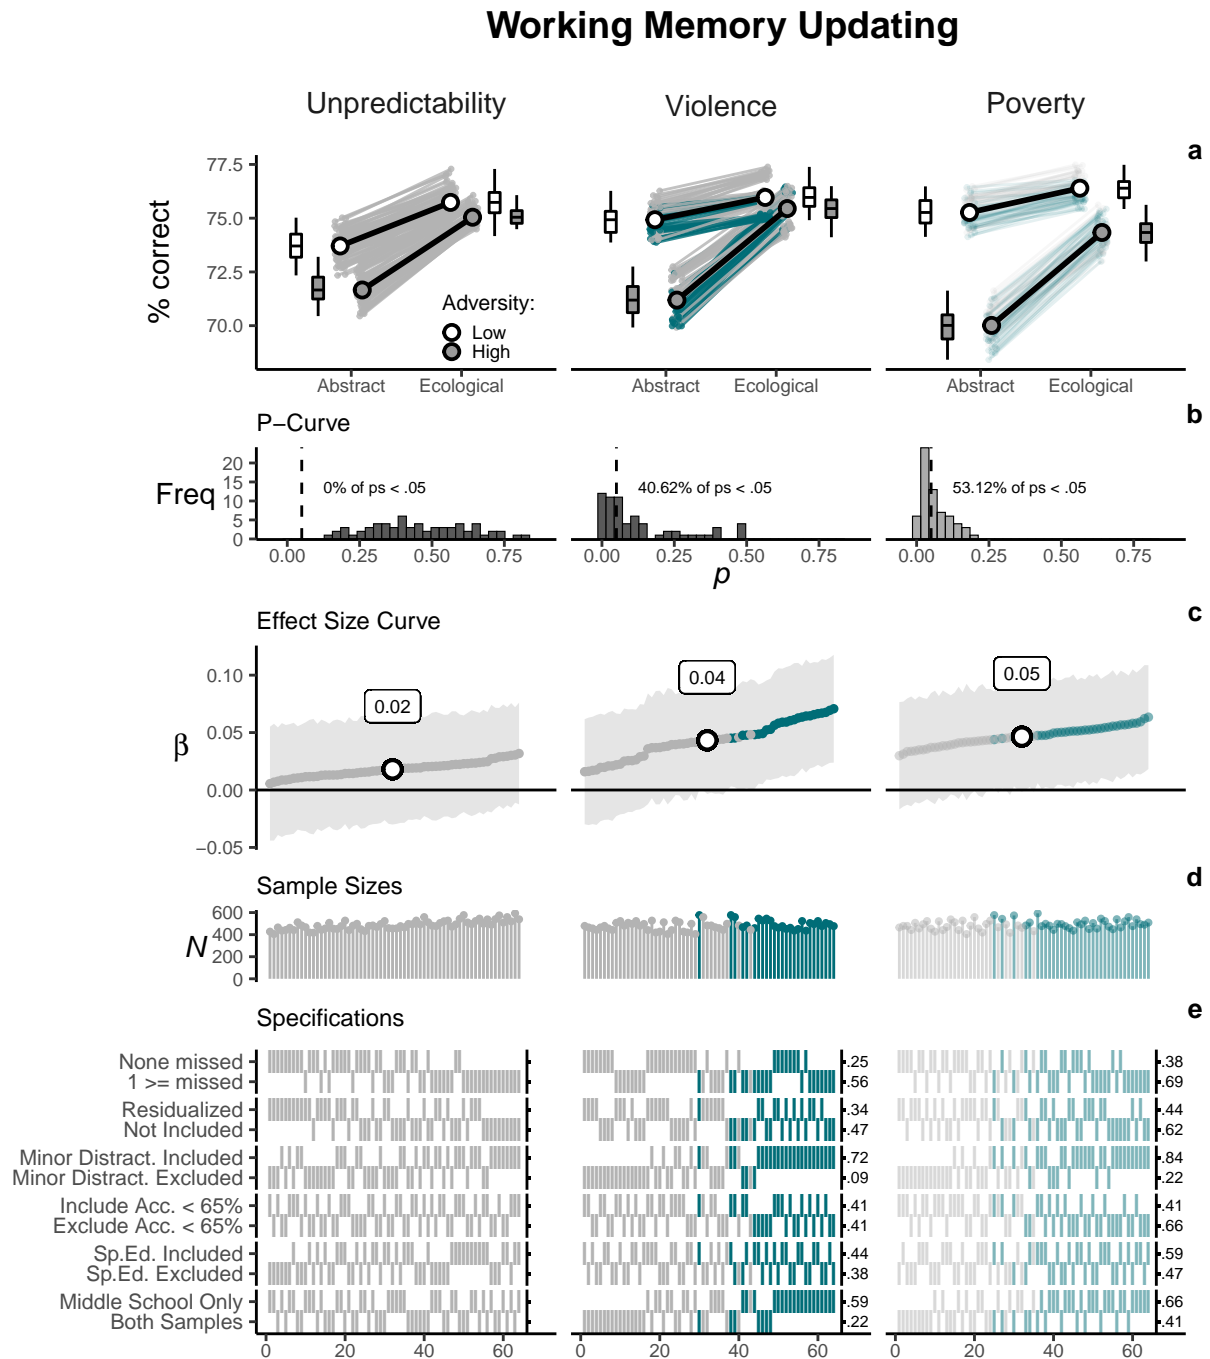 Working Memory Updating
Unpredictability
Violence
Poverty
a
% correct
77.5
75.0
72.5
70.0
Adversity:
Low
High
Abstract
Ecological
Abstract
Ecological
Abstract
Ecological
P−Curve
b
Freq
20
15
10
5
0
0% of ps < .05
40.62% of ps < .05
53.12% of ps < .05
0.00 0.25 0.50 0.75
0.00 0.25 0.50 0.75
0.00 0.25 0.50 0.75
p
Effect Size Curve
c
β
0.10
0.05
0.00
−0.05
0.02
0.04
0.05
Sample Sizes
d
N
600
400
200
0
Specifications
e
None missed .25 .38
1 >= missed .56 .69
Residualized .34 .44
Not Included .47 .62
Minor Distract. Included .72 .84
Minor Distract. Excluded .09 .22
Include Acc. < 65% .41 .41
Exclude Acc. < 65% .41 .66
Sp.Ed. Included .44 .59
Sp.Ed. Excluded .38 .47
Middle School Only .59 .66
Both Samples .22 .41
0 20 40 60
0 20 40 60
0 20 40 60